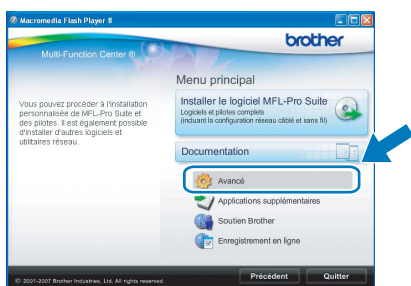 Macromedia Flash Player 8
brother
Multi-Function Center ®
Menu principal
Vous pouvez procéder à l'installation
personnalisée de MFL-Pro Suite et
des pilotes. Il est également possible
d'installer d'autres logiciels et
utilitaires réseau.
Installer le logiciel MFL-Pro Suite
Logiciels et pilotes complets
(incluant la configuration réseau câblé et sans fil)
Documentation
Avancé
Applications supplémentaires
Soutien Brother
Enregistrement en ligne
© 2001-2007 Brother Industries, Ltd. All rights reserved.
Précédent
Quitter